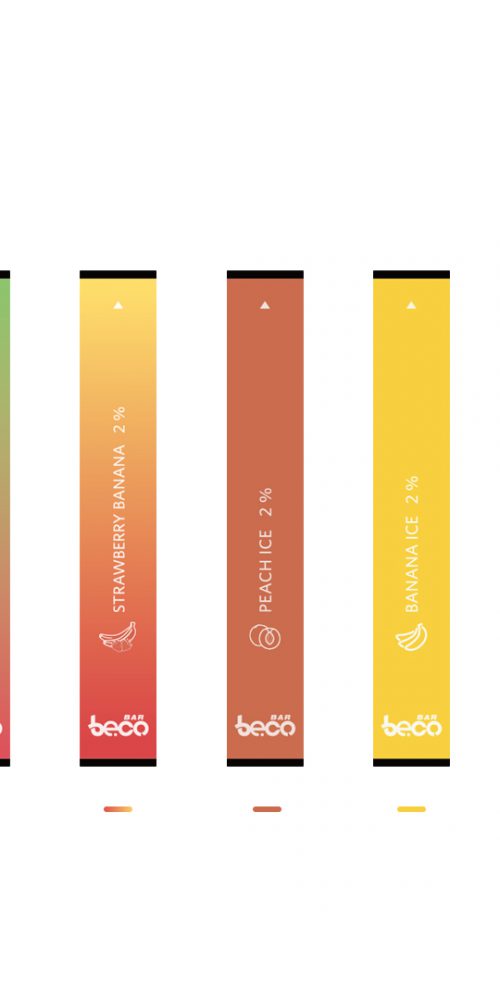 STRAWBERRY BANANA 2 %
be.co BAR
PEACH ICE 2 %
be.co BAR
BANANA ICE 2 %
be.co BAR